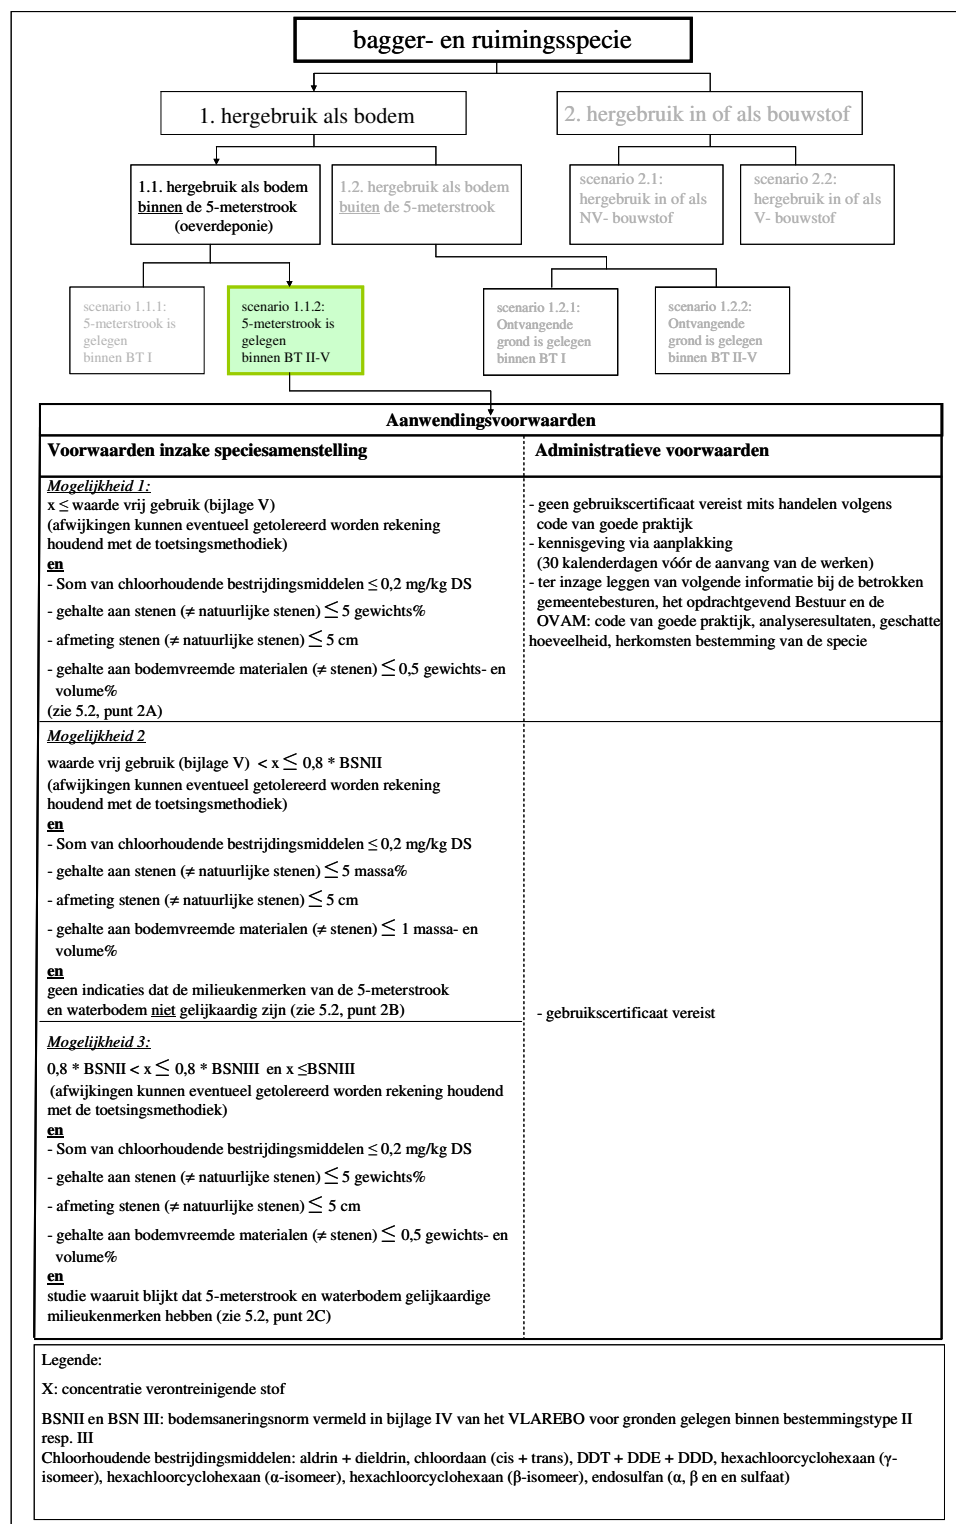 bagger- en ruimingsspecie
1. hergebruik als bodem
2. hergebruik in of als bouwstof
1.1. hergebruik als bodem
binnen de 5-meterstrook
(oeverdeponie)
1.2. hergebruik als bodem
buiten de 5-meterstrook
scenario 2.1:
hergebruik in of als
NV- bouwstof
scenario 2.2:
hergebruik in of als
V- bouwstof
scenario 1.1.1:
5-meterstrook is
gelegen
binnen BT I
scenario 1.1.2:
5-meterstrook is
gelegen
binnen BT II-V
scenario 1.2.1:
Ontvangende
grond is gelegen
binnen BT I
scenario 1.2.2:
Ontvangende
grond is gelegen
binnen BT II-V
Aanwendingsvoorwaarden
Voorwaarden inzake speciesamenstelling
Administratieve voorwaarden
Mogelijkheid 1:
x ≤ waarde vrij gebruik (bijlage V)
(afwijkingen kunnen eventueel getolereerd worden rekening
houdend met de toetsingsmethodiek)
en
- Som van chloorhoudende bestrijdingsmiddelen ≤ 0,2 mg/kg DS
- gehalte aan stenen (≠ natuurlijke stenen) ≤ 5 gewichts%
- afmeting stenen (≠ natuurlijke stenen) ≤ 5 cm
- gehalte aan bodemvreemde materialen (≠ stenen) ≤ 0,5 gewichts- en
volume%
(zie 5.2, punt 2A)
- geen gebruikscertificaat vereist mits handelen volgens
code van goede praktijk
- kennisgeving via aanplakking
(30 kalenderdagen vóór de aanvang van de werken)
- ter inzage leggen van volgende informatie bij de betrokken
gemeentebesturen, het opdrachtgevend Bestuur en de
OVAM: code van goede praktijk, analyseresultaten, geschatte
hoeveelheid, herkomsten bestemming van de specie
Mogelijkheid 2
waarde vrij gebruik (bijlage V) < x ≤ 0,8 * BSNII
(afwijkingen kunnen eventueel getolereerd worden rekening
houdend met de toetsingsmethodiek)
en
- Som van chloorhoudende bestrijdingsmiddelen ≤ 0,2 mg/kg DS
- gehalte aan stenen (≠ natuurlijke stenen) ≤ 5 massa%
- afmeting stenen (≠ natuurlijke stenen) ≤ 5 cm
- gehalte aan bodemvreemde materialen (≠ stenen) ≤ 1 massa- en
volume%
en
geen indicaties dat de milieukenmerken van de 5-meterstrook
en waterbodem niet gelijkaardig zijn (zie 5.2, punt 2B)
- gebruikscertificaat vereist
Mogelijkheid 3:
0,8 * BSNII < x ≤ 0,8 * BSNIII en x ≤BSNIII
(afwijkingen kunnen eventueel getolereerd worden rekening houdend
met de toetsingsmethodiek)
en
- Som van chloorhoudende bestrijdingsmiddelen ≤ 0,2 mg/kg DS
- gehalte aan stenen (≠ natuurlijke stenen) ≤ 5 gewichts%
- afmeting stenen (≠ natuurlijke stenen) ≤ 5 cm
- gehalte aan bodemvreemde materialen (≠ stenen) ≤ 0,5 gewichts- en
volume%
en
studie waaruit blijkt dat 5-meterstrook en waterbodem gelijkaardige
milieukenmerken hebben (zie 5.2, punt 2C)
Legende:
X: concentratie verontreinigende stof
BSNII en BSN III: bodemsaneringsnorm vermeld in bijlage IV van het VLAREBO voor gronden gelegen binnen bestemmingstype II
resp. III
Chloorhoudende bestrijdingsmiddelen: aldrin + dieldrin, chloordaan (cis + trans), DDT + DDE + DDD, hexachloorcyclohexaan (γ-
isomeer), hexachloorcyclohexaan (α-isomeer), hexachloorcyclohexaan (β-isomeer), endosulfan (α, β en en sulfaat)